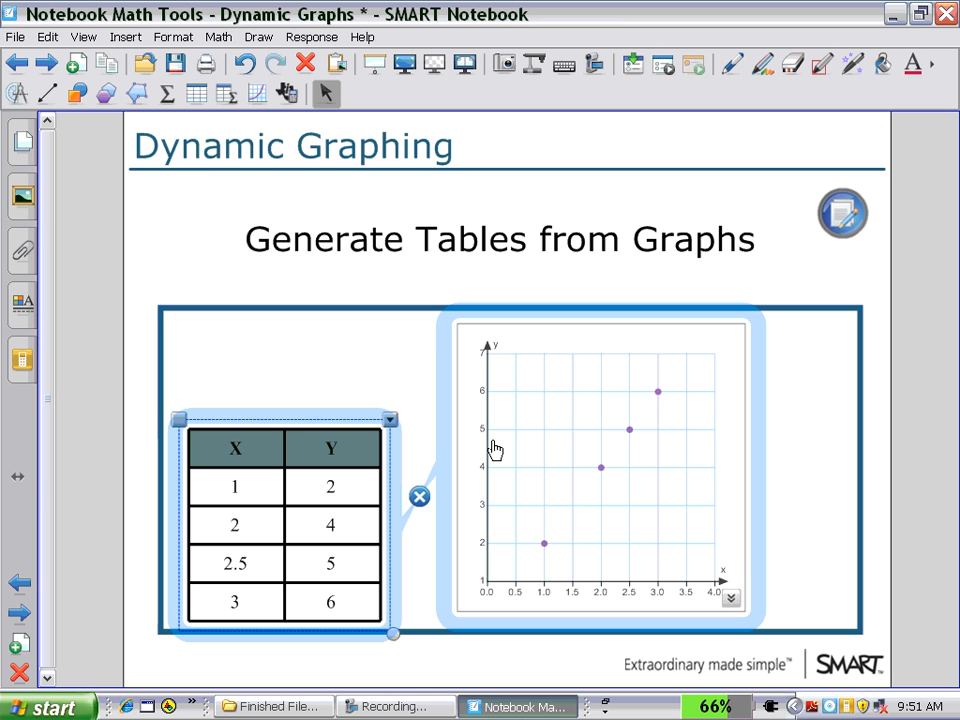 Notebook Math Tools - Dynamic Graphs * - SMART Notebook
File Edit View Insert Format Math Draw Response Help
Dynamic Graphing
Generate Tables from Graphs
X Y
1 2
2 4
2.5 5
3 6
y
7
6
5
4
3
2
1
x
0.0 0.5 1.0 1.5 2.0 2.5 3.0 3.5 4.0
Extraordinary made simple™ SMART
start Finished File... Recording... Notebook Ma... 66% 9:51 AM